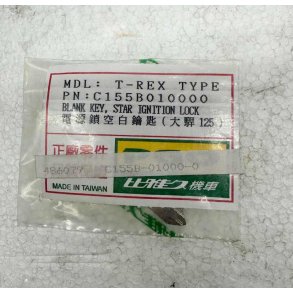 MDL: T-REX TYPE
PN:C155B010000
BLANK KEY, STAR IGNITION LOCK
電源鎖空白鑰匙(大驛125)
正廠零件
C155B-01000-0
MADE IN TAIWAN
比雅久機車